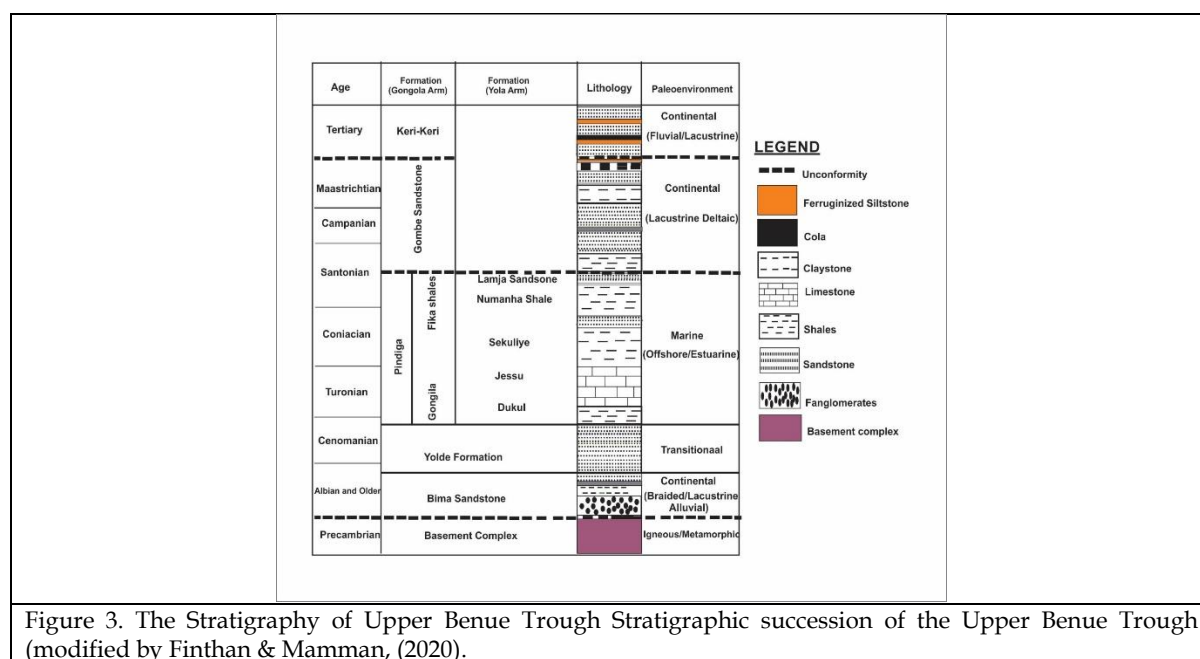 Age
Formation
(Gongola Arm)
Formation
(Yola Arm)
Lithology
Paleoenvironment
Tertiary
Keri-Keri
Continental
(Fluvial/Lacustrine)
Maastrichtian
Campanian
Santonian
Gombe Sandstone
Continental
(Lacustrine Deltaic)
Coniacian
Turonian
Pindiga
Fika shales
Gongila
Lamja Sandsone
Numanha Shale
Sekuliye
Jessu
Dukul
Marine
(Offshore/Estuarine)
Cenomanian
Yolde Formation
Transitionaal
Albian and Older
Bima Sandstone
Continental
(Braided/Lacustrine
Alluvial)
Precambrian
Basement Complex
Igneous/Metamorphic
LEGEND
Unconformity
Ferruginized Siltstone
Cola
Claystone
Limestone
Shales
Sandstone
Fanglomerates
Basement complex
Figure 3. The Stratigraphy of Upper Benue Trough Stratigraphic succession of the Upper Benue Trough
(modified by Finthan & Mamman, (2020).